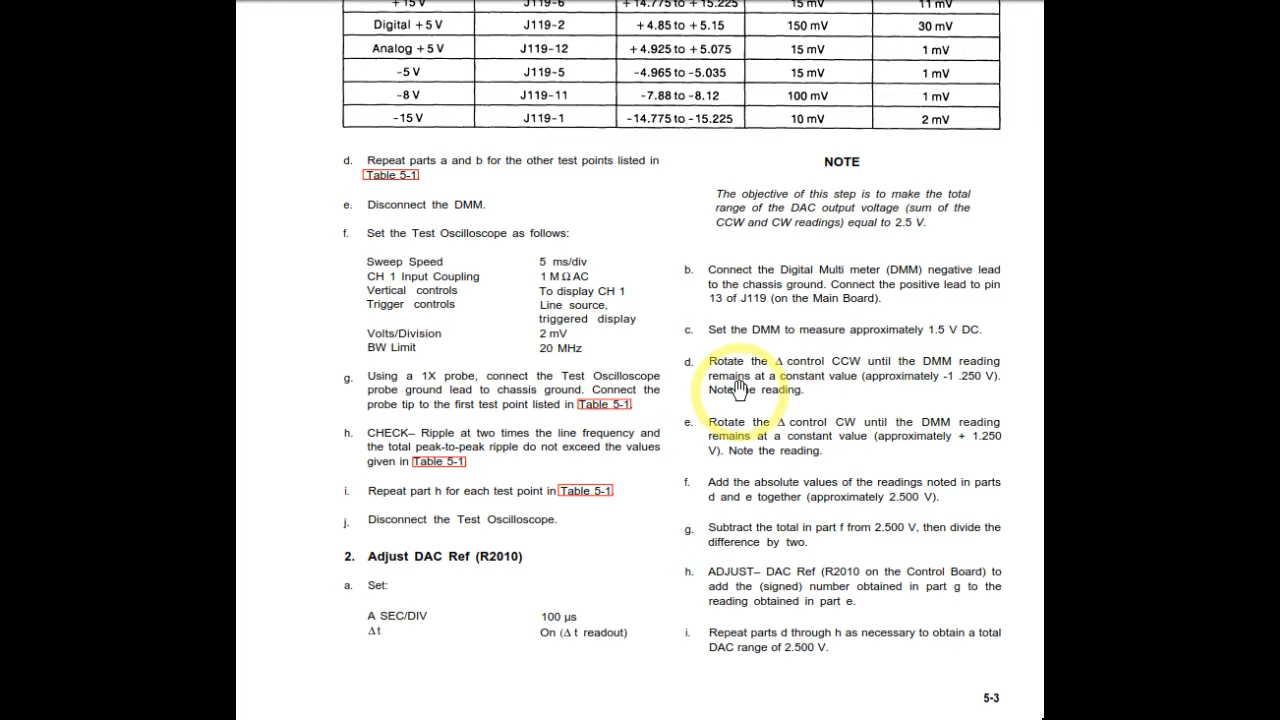 +15V J119-6 +14.775 to +15.225 15 mV 11 mV
Digital +5 V J119-2 +4.85 to +5.15 150 mV 30 mV
Analog +5 V J119-12 +4.925 to +5.075 15 mV 1 mV
-5 V J119-5 -4.965 to -5.035 15 mV 1 mV
-8 V J119-11 -7.88 to -8.12 100 mV 1 mV
-15 V J119-1 -14.775 to -15.225 10 mV 2 mV
d. Repeat parts a and b for the other test points listed in
Table 5-1
e. Disconnect the DMM.
f. Set the Test Oscilloscope as follows:
Sweep Speed 5 ms/div
CH 1 Input Coupling 1 M Ω AC
Vertical controls To display CH 1
Trigger controls Line source,
triggered display
Volts/Division 2 mV
BW Limit 20 MHz
g. Using a 1X probe, connect the Test Oscilloscope
probe ground lead to chassis ground. Connect the
probe tip to the first test point listed in Table 5-1.
h. CHECK– Ripple at two times the line frequency and
the total peak-to-peak ripple do not exceed the values
given in Table 5-1
i. Repeat part h for each test point in Table 5-1.
j. Disconnect the Test Oscilloscope.
2. Adjust DAC Ref (R2010)
a. Set:
A SEC/DIV 100 µs
Δt On (Δ t readout)
NOTE
The objective of this step is to make the total
range of the DAC output voltage (sum of the
CCW and CW readings) equal to 2.5 V.
b. Connect the Digital Multi meter (DMM) negative lead
to the chassis ground. Connect the positive lead to pin
13 of J119 (on the Main Board).
c. Set the DMM to measure approximately 1.5 V DC.
d. Rotate the Δ control CCW until the DMM reading
remains at a constant value (approximately -1 .250 V).
Note the reading.
e. Rotate the Δ control CW until the DMM reading
remains at a constant value (approximately + 1.250
V). Note the reading.
f. Add the absolute values of the readings noted in parts
d and e together (approximately 2.500 V).
g. Subtract the total in part f from 2.500 V, then divide the
difference by two.
h. ADJUST– DAC Ref (R2010 on the Control Board) to
add the (signed) number obtained in part g to the
reading obtained in part e.
i. Repeat parts d through h as necessary to obtain a total
DAC range of 2.500 V.
5-3